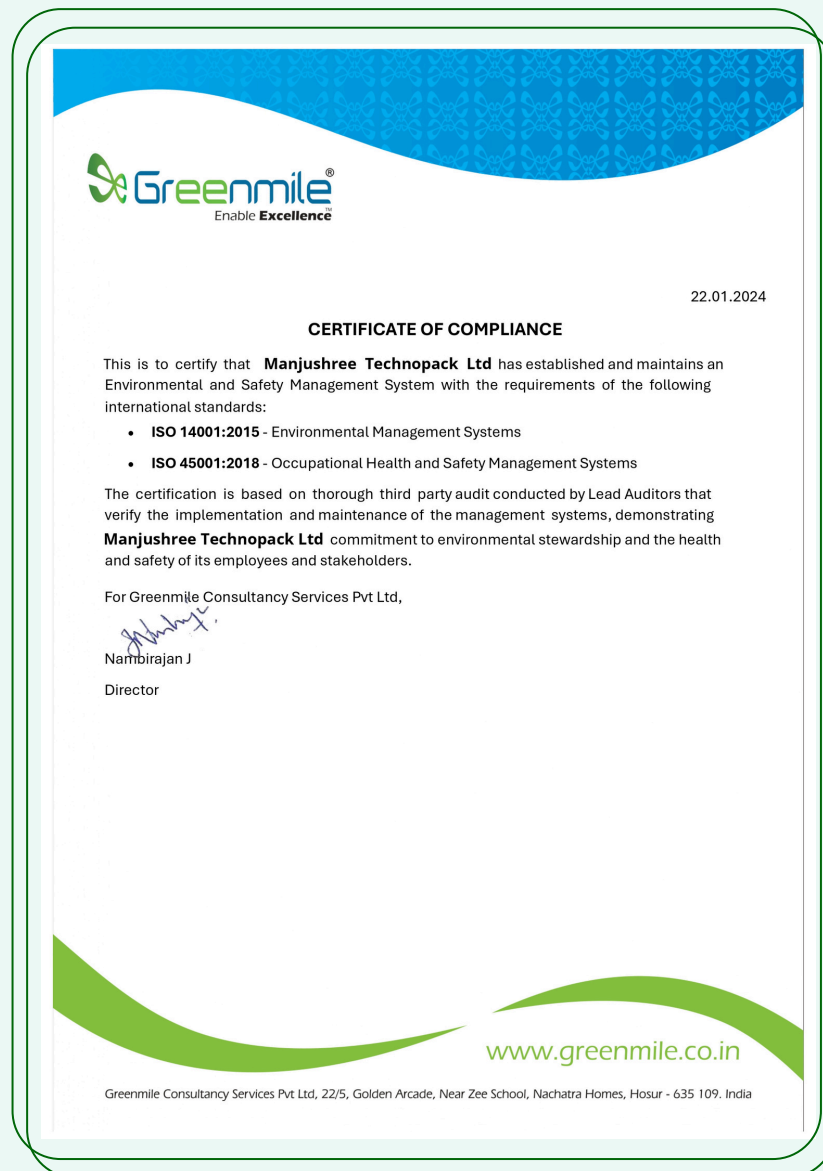 Greenmile®
Enable Excellence™
22.01.2024
CERTIFICATE OF COMPLIANCE
This is to certify that Manjushree Technopack Ltd has established and maintains an
Environmental and Safety Management System with the requirements of the following
international standards:
• ISO 14001:2015 - Environmental Management Systems
• ISO 45001:2018 - Occupational Health and Safety Management Systems
The certification is based on thorough third party audit conducted by Lead Auditors that
verify the implementation and maintenance of the management systems, demonstrating
Manjushree Technopack Ltd commitment to environmental stewardship and the health
and safety of its employees and stakeholders.
For Greenmile Consultancy Services Pvt Ltd,
Nambirajan J
Director
www.greenmile.co.in
Greenmile Consultancy Services Pvt Ltd, 22/5, Golden Arcade, Near Zee School, Nachatra Homes, Hosur - 635 109. India